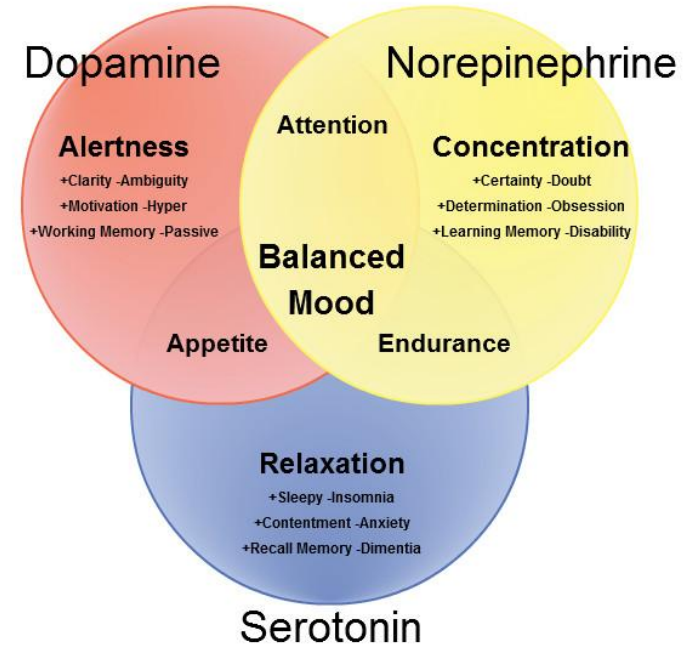 Dopamine
Norepinephrine
Attention
Alertness
+Clarity -Ambiguity
+Motivation -Hyper
+Working Memory -Passive
Concentration
+Certainty -Doubt
+Determination -Obsession
+Learning Memory -Disability
Balanced
Mood
Appetite
Endurance
Relaxation
+Sleepy -Insomnia
+Contentment -Anxiety
+Recall Memory -Dimentia
Serotonin